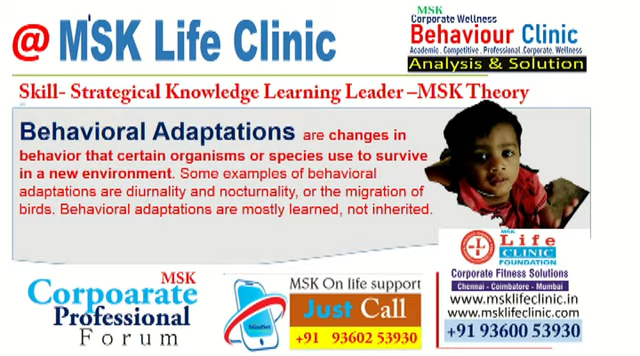 @ MSK Life Clinic
MSK
Corporate Wellness
Behaviour Clinic
Academic , Competitive , Professional ,Corporate, Wellness
Analysis & Solution
Skill- Strategical Knowledge Learning Leader –MSK Theory
Behavioral Adaptations are changes in
behavior that certain organisms or species use to survive
in a new environment. Some examples of behavioral
adaptations are diurnality and nocturnality, or the migration of
birds. Behavioral adaptations are mostly learned, not inherited.
MSK
Life
CLINIC
FOUNDATION
Corporate Fitness Solutions
Chennai - Coimbatore - Mumbai
www.msklifeclinic.in
www.msklifeclinic.com
+91 93600 53930
MSK
Corpoarate
Professional
Forum
MindSet
MSK On life support
Just Call
+91 93602 53930